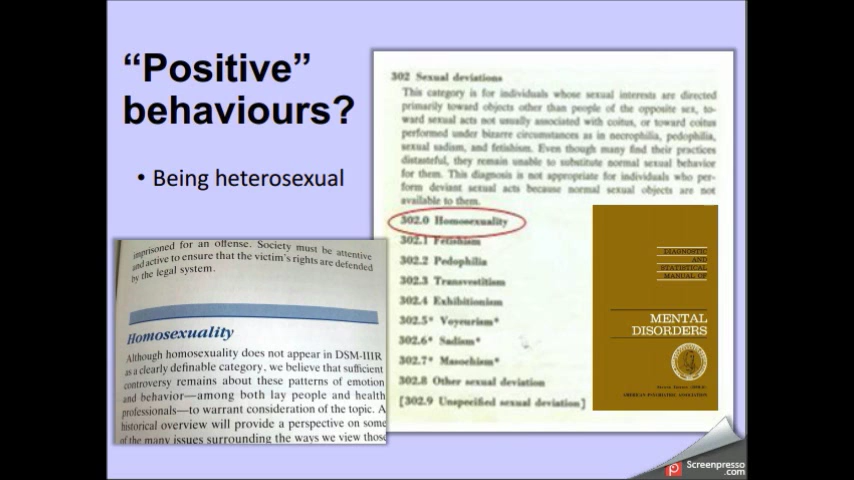 “Positive”
behaviours?
• Being heterosexual
302 Sexual deviations
This category is for individuals whose sexual interests are directed
primarily toward objects other than people of the opposite sex, to-
ward sexual acts not usually associated with coitus, or toward coitus
performed under bizarre circumstances as in necrophilia, pedophilia,
sexual sadism, and fetishism. Even though many find their practices
distasteful, they remain unable to substitute normal sexual behavior
for them. This diagnosis is not appropriate for individuals who per-
form deviant sexual acts because normal sexual objects are not
available to them.
302.0 Homosexuality
302.1 Fetishism
302.2 Pedophilia
302.3 Transvestitism
302.4 Exhibitionism
302.5* Voyeurism*
302.6* Sadism*
302.7* Masochism*
302.8 Other sexual deviation
[302.9 Unspecified sexual deviation]
DIAGNOSTIC
AND
STATISTICAL
MANUAL OF
MENTAL
DISORDERS
AMERICAN PSYCHIATRIC ASSOCIATION
imprisoned for an offense. Society must be attentive
and active to ensure that the victim's rights are defended
by the legal system.
Homosexuality
Although homosexuality does not appear in DSM-IIIR
as a clearly definable category, we believe that sufficient
controversy remains about these patterns of emotion
and behavior—among both lay people and health
professionals—to warrant consideration of the topic. A
historical overview will provide a perspective on some
of the many issues surrounding the ways we view those
Screenpresso
.com